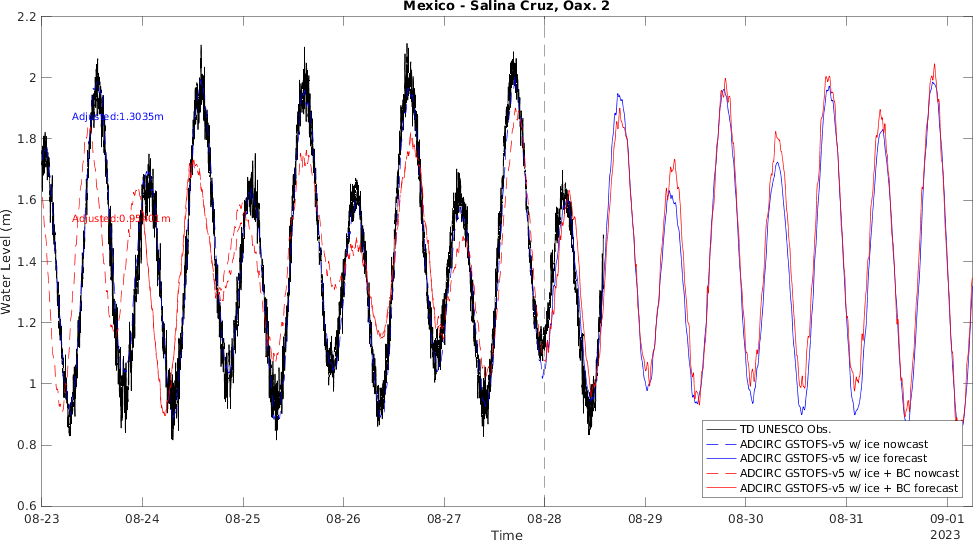 Mexico - Salina Cruz, Oax. 2
2.2
2
1.8
1.6
1.4
1.2
1
0.8
0.6
Water Level (m)
Adjusted:1.3035m
TD UNESCO Obs.
ADCIRC GSTOFS-v5 w/ ice nowcast
ADCIRC GSTOFS-v5 w/ ice forecast
ADCIRC GSTOFS-v5 w/ ice + BC nowcast
ADCIRC GSTOFS-v5 w/ ice + BC forecast
08-23
08-24
08-25
08-26
08-27
08-28
08-29
08-30
08-31
09-01
Time
2023